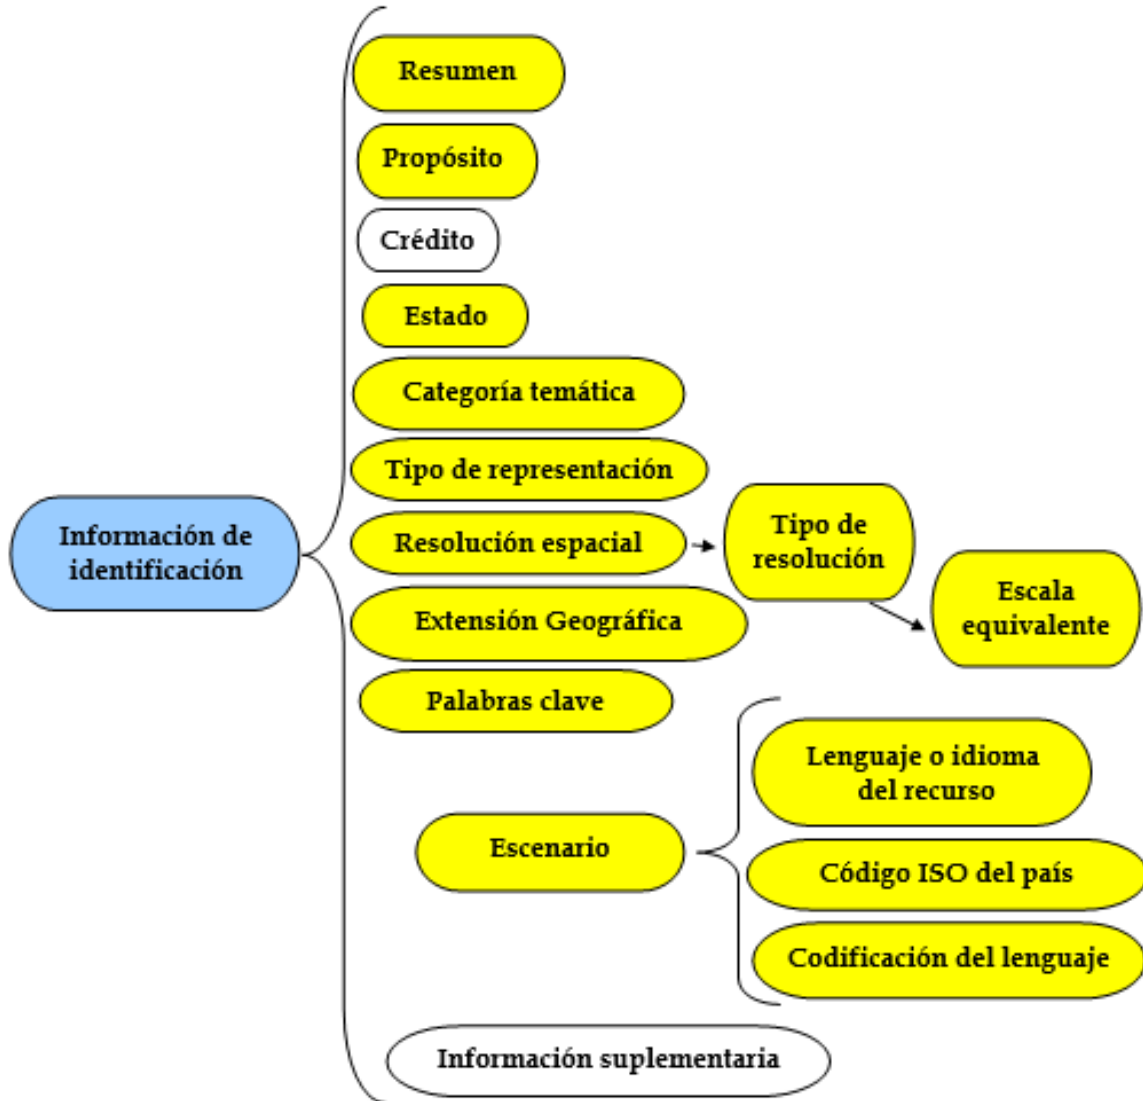 Resumen
Propósito
Crédito
Estado
Categoría temática
Tipo de representación
Información de
identificación
Resolución espacial
Tipo de
resolución
Escala
equivalente
Extensión Geográfica
Palabras clave
Escenario
Lenguaje o idioma
del recurso
Código ISO del país
Codificación del lenguaje
Información suplementaria